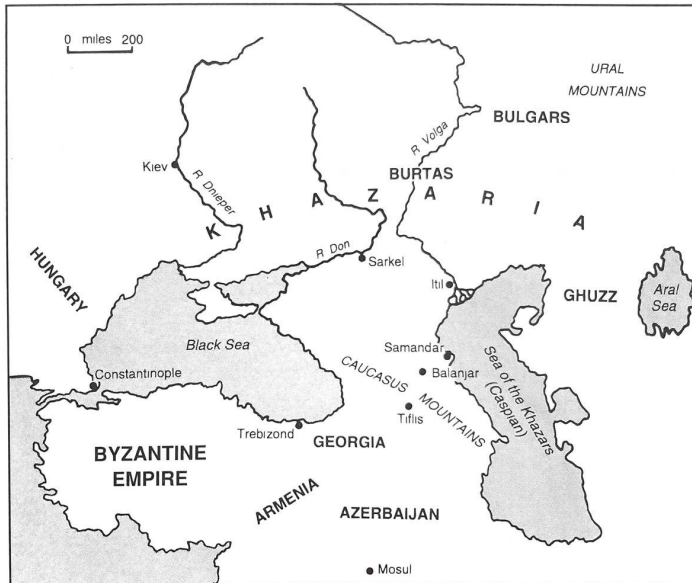 0 miles 200
URAL
MOUNTAINS
BULGARS
R Volga
Kiev
BURTAS
R Dnieper
KHAZARIA
R Don
Sarkel
HUNGARY
Itil
GHUZZ
Aral
Sea
Black Sea
Samandar
Balanjar
Sea of the Khazars
(Caspian)
CAUCASUS
MOUNTAINS
Constantinople
Tiflis
Trebizond
GEORGIA
BYZANTINE
EMPIRE
ARMENIA
AZERBAIJAN
Mosul